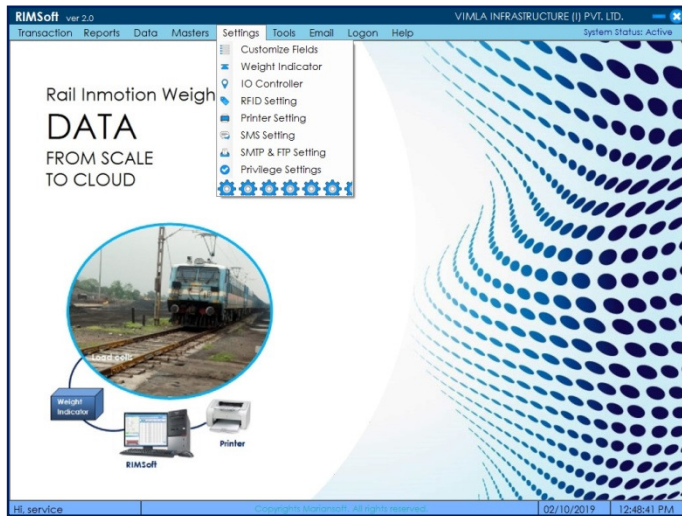 RIMSoft ver 2.0 VIMLA INFRASTRUCTURE (I) PVT. LTD.
Transaction Reports Data Masters Settings Tools Email Logon Help System Status: Active
Customize Fields
Weight Indicator
IO Controller
RFID Setting
Printer Setting
SMS Setting
SMTP & FTP Setting
Privilege Settings
Rail Inmotion Weigh
DATA
FROM SCALE
TO CLOUD
Load cells
Weight
Indicator
Printer
RIMSoft
Hi, service Copyrights Mariansoft. All rights reserved. 02/10/2019 12:48:41 PM